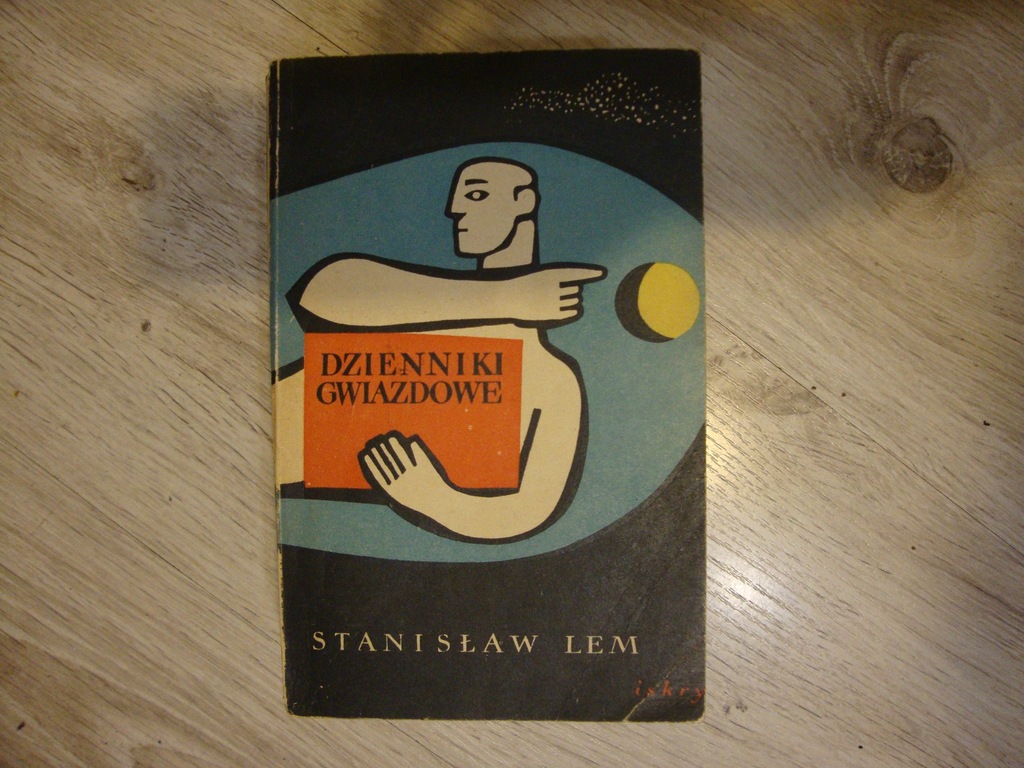 DZIENNIKI
GWIAZDOWE
STANISŁAW LEM
iskry